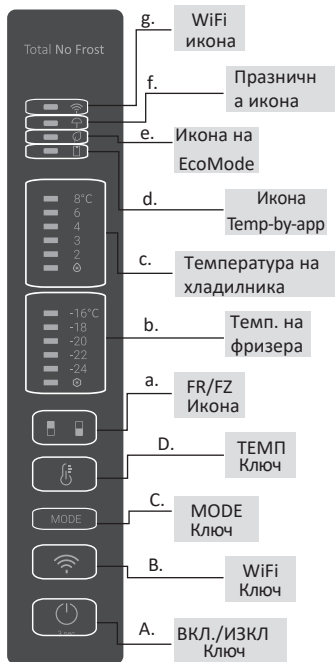 g.
WiFi
икона
Total No Frost
f.
Празничн
а икона
e.
Икона на
EcoMode
d.
Икона
Temp-by-app
8°C
6
4
3
2
c.
Температура на
хладилника
-16°C
-18
-20
-22
-24
b.
Темп. на
фризера
a.
FR/FZ
Икона
D.
ТЕМП
Ключ
MODE
C.
MODE
Ключ
B.
WiFi
Ключ
3 sec
A.
ВКЛ./ИЗКЛ
Ключ